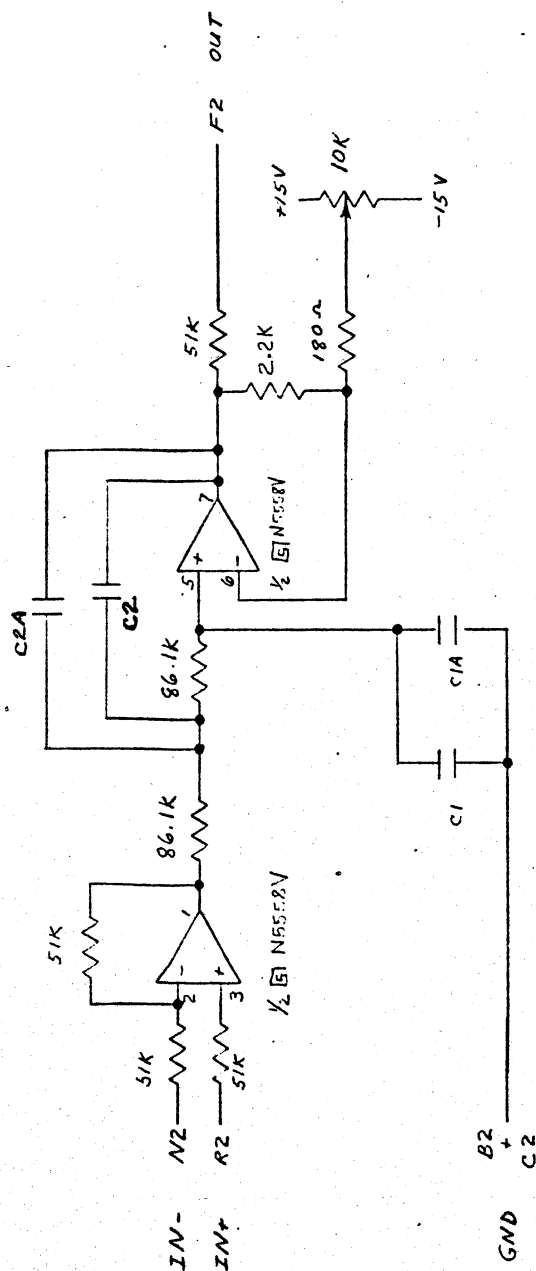 C2A
C2
51K
F2 OUT
+15V
10K
-15V
2.2K
180Ω
7
5 +
6 -
1/2 5 N5558V
86.1K
86.1K
51K
1
2 -
3 +
1/2 5 N5558V
IN- N2 51K
IN+ R2 51K
C1
C1A
GND
B2
+
C2